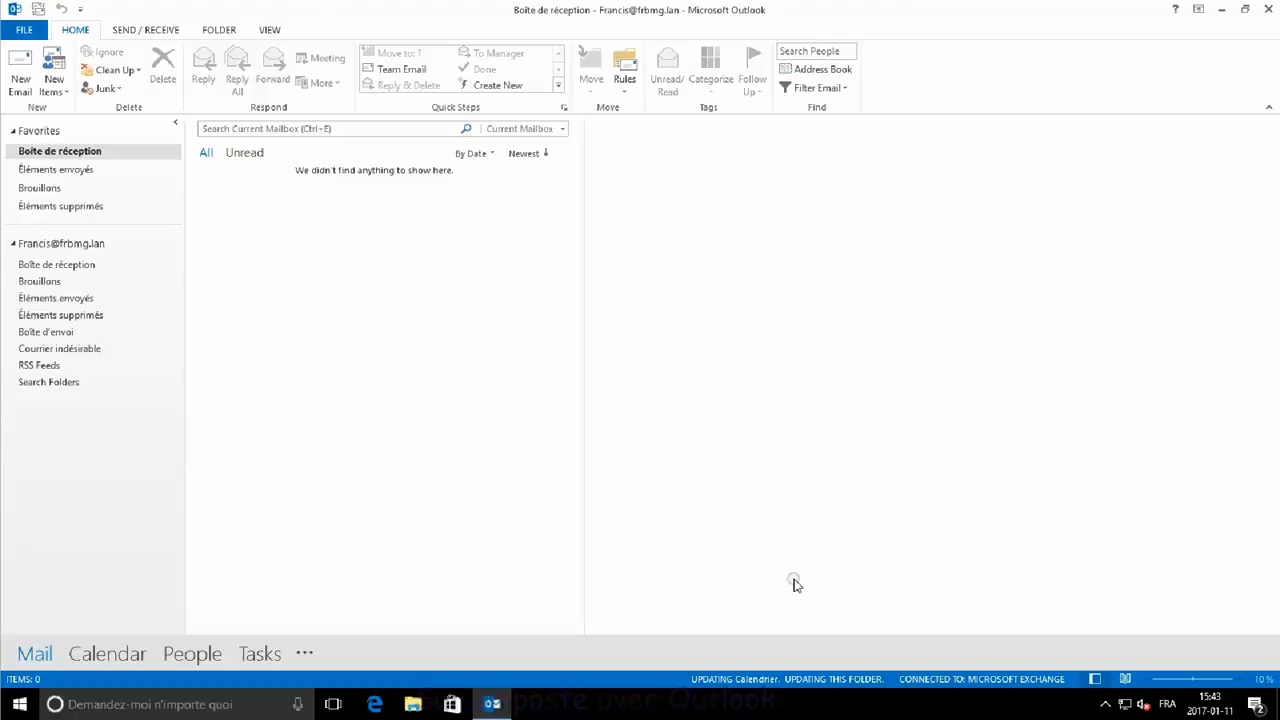 Boîte de réception - Francis@frbmg.lan - Microsoft Outlook
FILE HOME SEND / RECEIVE FOLDER VIEW
New Email
New Items
New
Ignore
Clean Up
Junk
Delete
Delete
Reply
Reply All
Forward
Meeting
More
Respond
Move to: ?
Team Email
Reply & Delete
To Manager
Done
Create New
Quick Steps
Move
Rules
Move
Unread/ Read
Categorize
Follow Up
Tags
Search People
Address Book
Filter Email
Find
Favorites
Boîte de réception
Éléments envoyés
Brouillons
Éléments supprimés
Francis@frbmg.lan
Boîte de réception
Brouillons
Éléments envoyés
Éléments supprimés
Boîte d'envoi
Courrier indésirable
RSS Feeds
Search Folders
Search Current Mailbox (Ctrl+E)
Current Mailbox
All Unread
By Date Newest
We didn't find anything to show here.
Mail Calendar People Tasks ...
ITEMS: 0
UPDATING Calendrier. UPDATING THIS FOLDER. CONNECTED TO: MICROSOFT EXCHANGE
10 %
Demandez-moi n'importe quoi
poste avec Outlook
FRA
15:43
2017-01-11
2